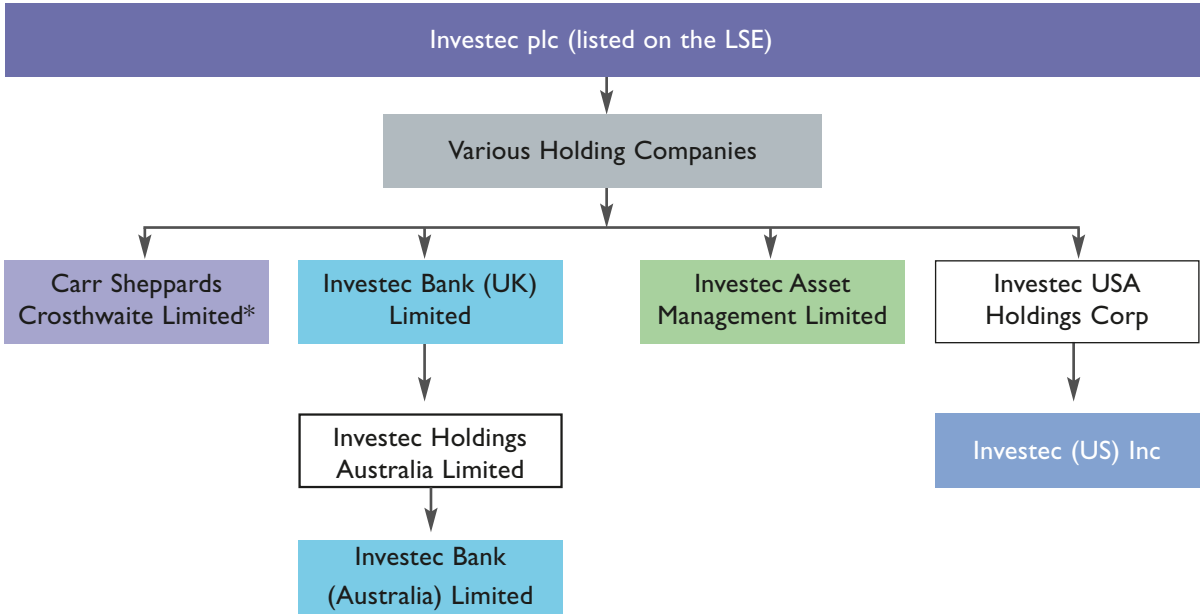 Investec plc (listed on the LSE)
Various Holding Companies
Carr Sheppards
Crosthwaite Limited*
Investec Bank (UK)
Limited
Investec Asset
Management Limited
Investec USA
Holdings Corp
Investec Holdings
Australia Limited
Investec (US) Inc
Investec Bank
(Australia) Limited